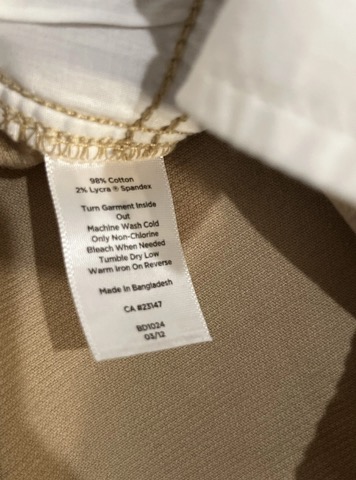 98% Cotton
2% Lycra ® Spandex
Turn Garment Inside
Out
Machine Wash Cold
Only Non-Chlorine
Bleach When Needed
Tumble Dry Low
Warm Iron On Reverse
Made in Bangladesh
CA #23147
BD1024
03/12